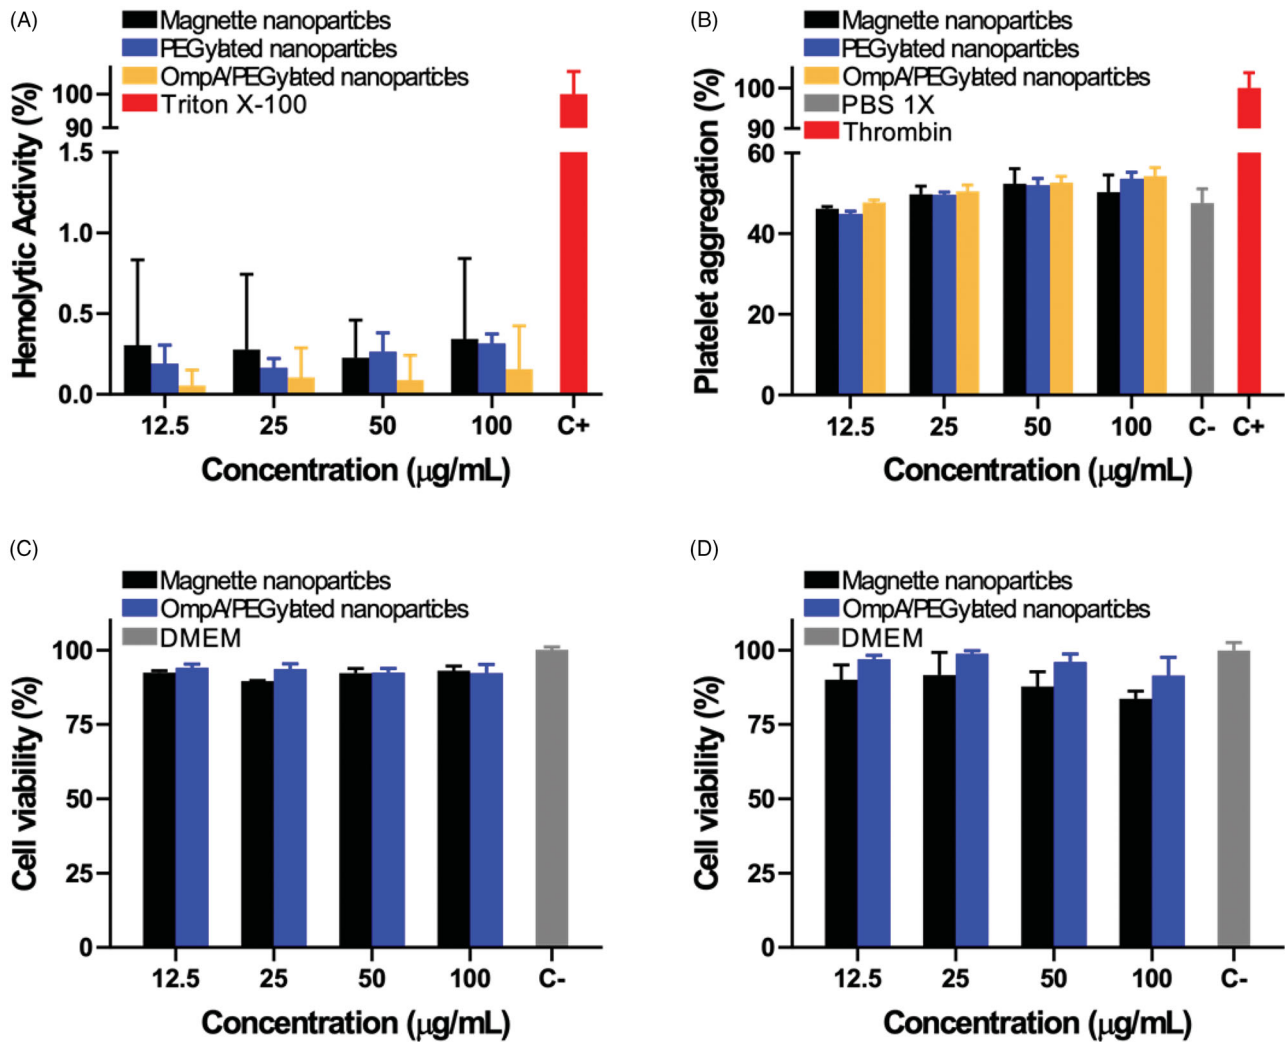 (A)
Magnette nanoparticles
PEGylated nanoparticles
OmpA/PEGylated nanoparticles
Triton X-100
Hemolytic Activity (%)
100
90
1.5
1.0
0.5
0.0
12.5 25 50 100 C+
Concentration (μg/mL)
(B)
Magnette nanoparticles
PEGylated nanoparticles
OmpA/PEGylated nanoparticles
PBS 1X
Thrombin
Platelet aggregation (%)
100
90
60
40
20
0
12.5 25 50 100 C- C+
Concentration (μg/mL)
(C)
Magnette nanoparticles
OmpA/PEGylated nanoparticles
DMEM
Cell viability (%)
100
75
50
25
0
12.5 25 50 100 C-
Concentration (μg/mL)
(D)
Magnette nanoparticles
OmpA/PEGylated nanoparticles
DMEM
Cell viability (%)
100
75
50
25
0
12.5 25 50 100 C-
Concentration (μg/mL)